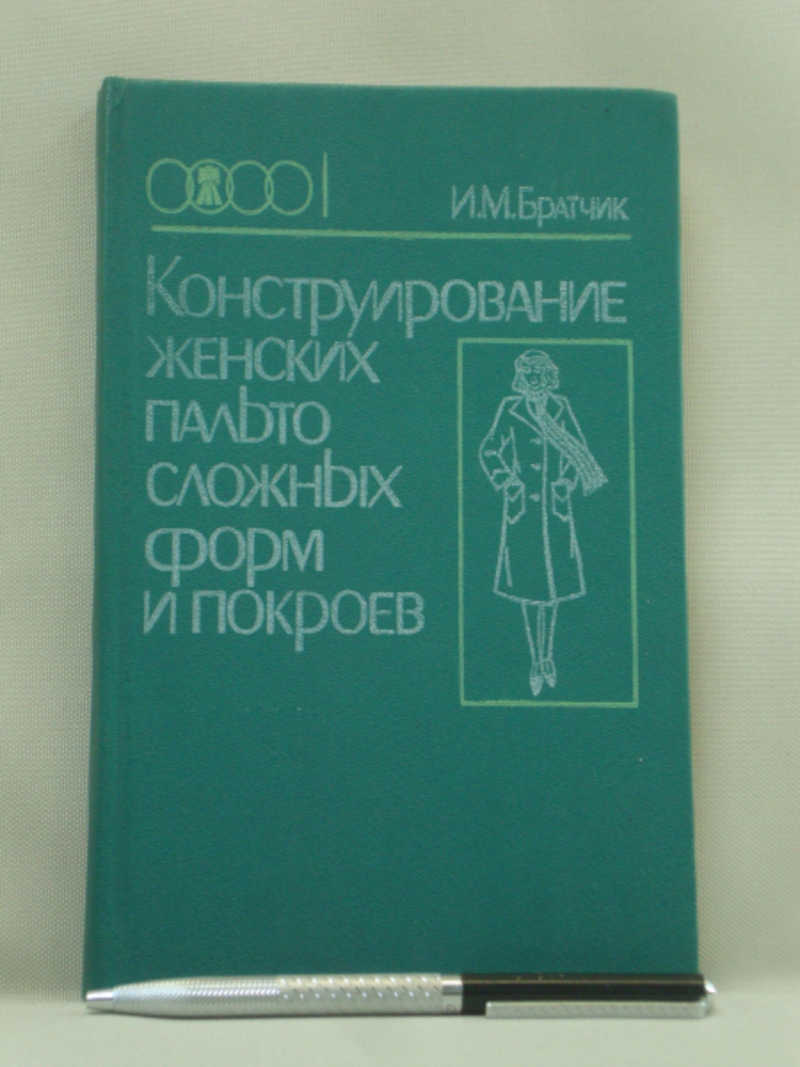 И.М.Братчик
Конструирование
женских
пальто
сложных
форм
и покроев